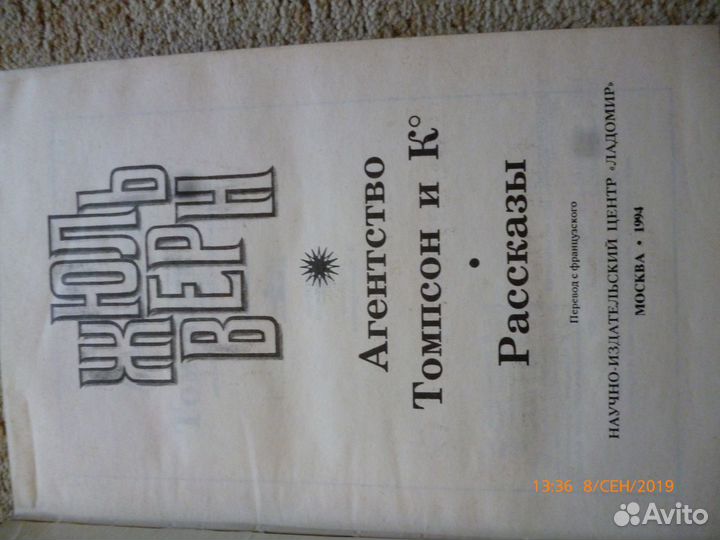 ЖЮЛЬ
ВЕРН
Агентство
Томпсон и К°
•
Рассказы
Перевод с французского
НАУЧНО-ИЗДАТЕЛЬСКИЙ ЦЕНТР «ЛАДОМИР»
МОСКВА • 1994
13:36 8/СЕН/2019
Avito